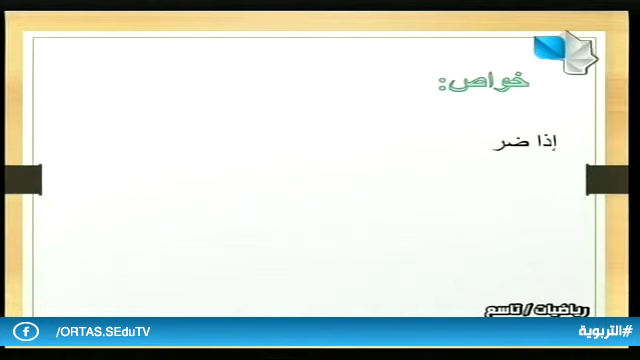 خواص:
إذا ضر
رياضيات / تاسع
/ORTAS.SEduTV
#التربوية